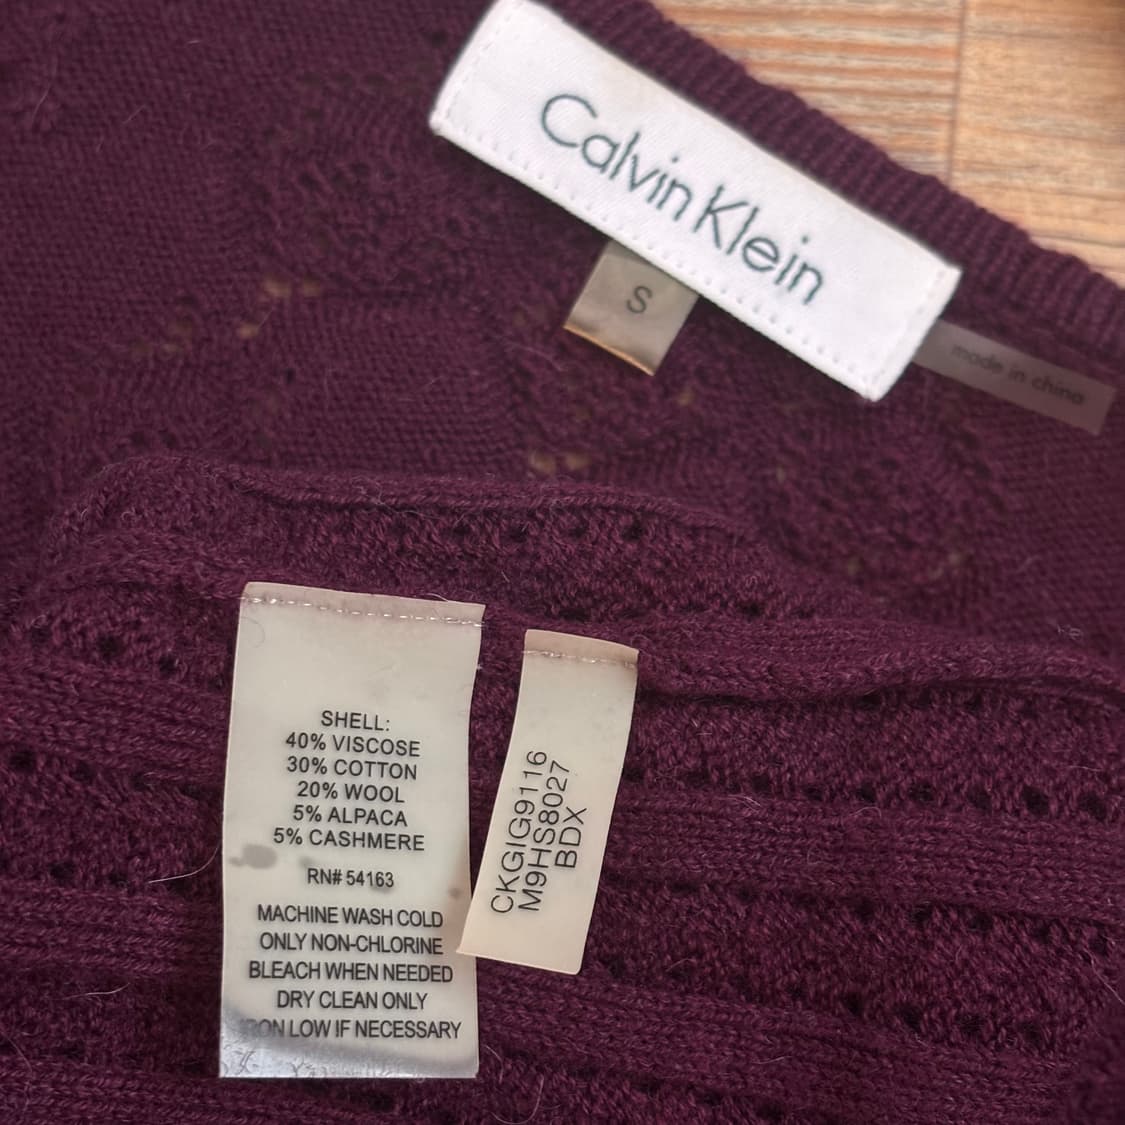 Calvin Klein
S
made in china
SHELL:
40% VISCOSE
30% COTTON
20% WOOL
5% ALPACA
5% CASHMERE
RN# 54163
MACHINE WASH COLD
ONLY NON-CHLORINE
BLEACH WHEN NEEDED
DRY CLEAN ONLY
IRON LOW IF NECESSARY
CKGIG9116
M9HS8027
BDX